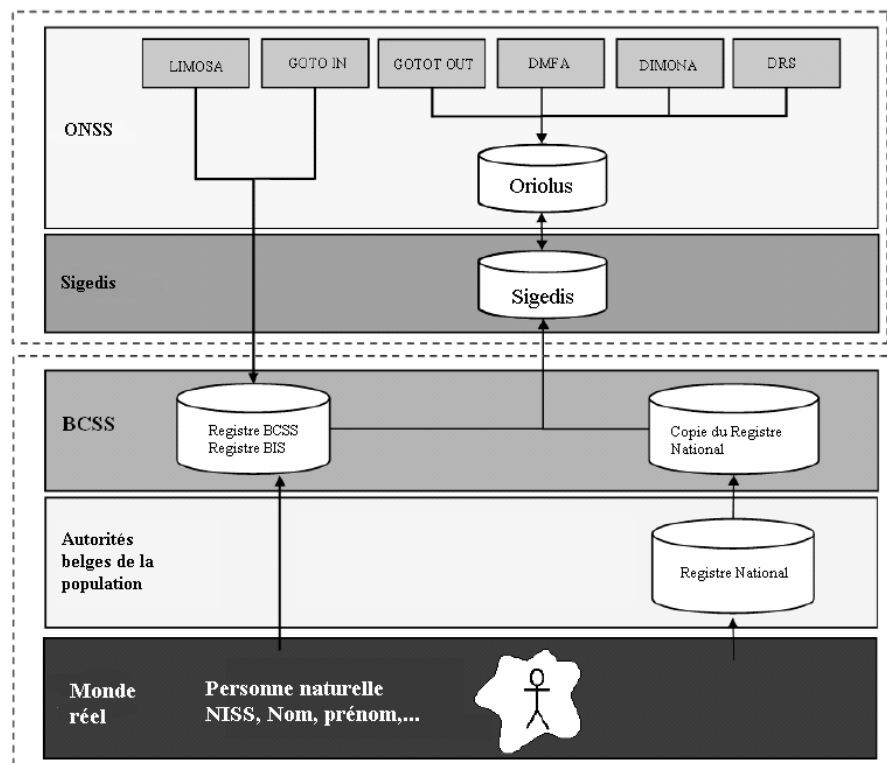 LIMOSA
GOTO IN
GOTOT OUT
DMFA
DIMONA
DRS
ONSS
Oriolus
Sigedis
Sigedis
BCSS
Registre BCSS
Registre BIS
Copie du Registre
National
Autorités
belges de la
population
Registre National
Monde
réel
Personne naturelle
NISS, Nom, prénom,...